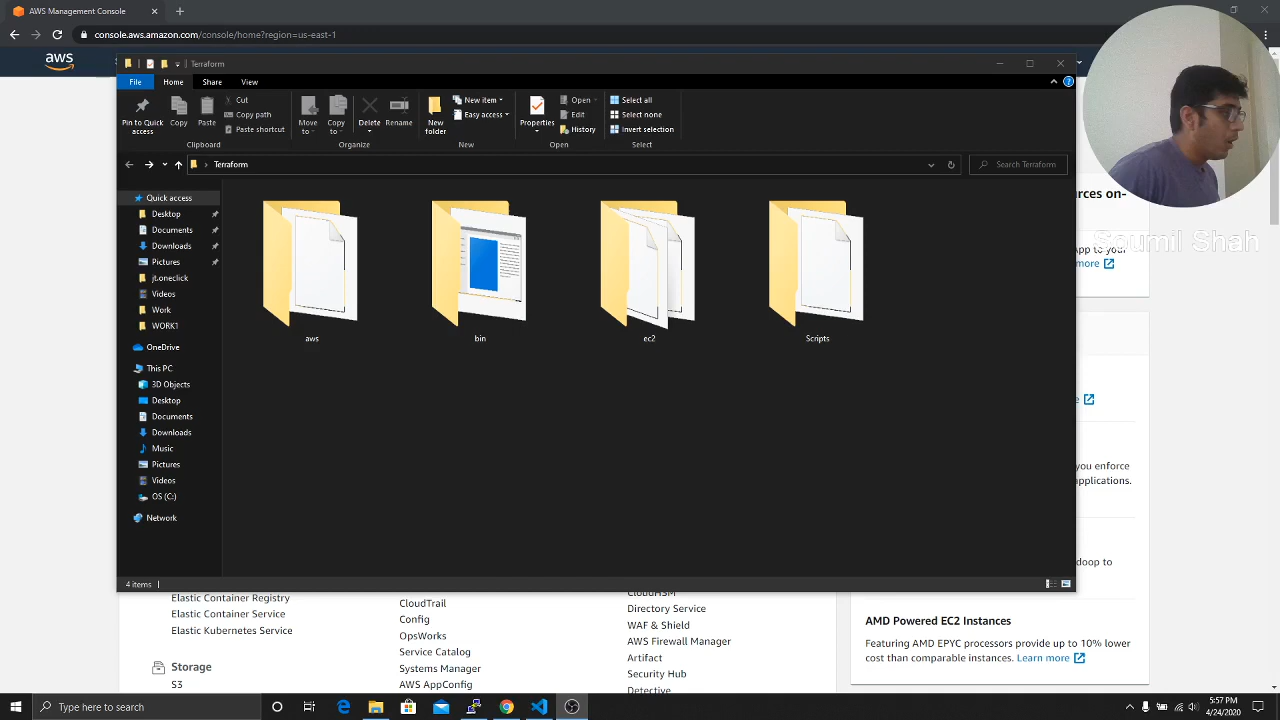 AWS Management Console
console.aws.amazon.com/console/home?region=us-east-1
aws
Terraform
File
Home
Share
View
Pin to Quick access
Copy
Paste
Cut
Copy path
Paste shortcut
Clipboard
Move to
Copy to
Delete
Rename
Organize
New folder
New item
Easy access
New
Properties
Open
Edit
History
Open
Select all
Select none
Invert selection
Select
Terraform
Search Terraform
Quick access
Desktop
Documents
Downloads
Pictures
jt.oneclick
Videos
Work
WORK1
OneDrive
This PC
3D Objects
Desktop
Documents
Downloads
Music
Pictures
Videos
OS (C:)
Network
aws
bin
ec2
Scripts
4 items
Soumil Shah
urces on-
App to your
more
you enforce
applications.
doop to
AMD Powered EC2 Instances
Featuring AMD EPYC processors provide up to 10% lower
cost than comparable instances. Learn more
Elastic Container Registry
Elastic Container Service
Elastic Kubernetes Service
Storage
S3
CloudTrail
Config
OpsWorks
Service Catalog
Systems Manager
AWS AppConfig
CloudHSM
Directory Service
WAF & Shield
AWS Firewall Manager
Artifact
Security Hub
Detective
Type here to search
5:57 PM
4/24/2020